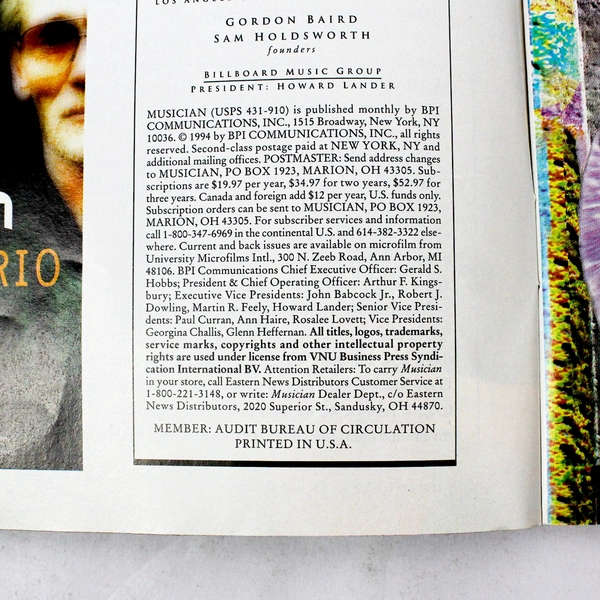 LOS ANGELES
GORDON BAIRD
SAM HOLDSWORTH
founders
BILLBOARD MUSIC GROUP
PRESIDENT: HOWARD LANDER
MUSICIAN (USPS 431-910) is published monthly by BPI
COMMUNICATIONS, INC., 1515 Broadway, New York, NY
10036. © 1994 by BPI COMMUNICATIONS, INC., all rights
reserved. Second-class postage paid at NEW YORK, NY and
additional mailing offices. POSTMASTER: Send address changes
to MUSICIAN, PO BOX 1923, MARION, OH 43305. Sub-
scriptions are $19.97 per year, $34.97 for two years, $52.97 for
three years. Canada and foreign add $12 per year, U.S. funds only.
Subscription orders can be sent to MUSICIAN, PO BOX 1923,
MARION, OH 43305. For subscriber services and information
call 1-800-347-6969 in the continental U.S. and 614-382-3322 else-
where. Current and back issues are available on microfilm from
University Microfilms Intl., 300 N. Zeeb Road, Ann Arbor, MI
48106. BPI Communications Chief Executive Officer: Gerald S.
Hobbs; President & Chief Operating Officer: Arthur F. Kings-
bury; Executive Vice Presidents: John Babcock Jr., Robert J.
Dowling, Martin R. Feely, Howard Lander; Senior Vice Presi-
dents: Paul Curran, Ann Haire, Rosalee Lovett; Vice Presidents:
Georgina Challis, Glenn Heffernan. All titles, logos, trademarks,
service marks, copyrights and other intellectual property
rights are used under license from VNU Business Press Syndi-
cation International BV. Attention Retailers: To carry Musician
in your store, call Eastern News Distributors Customer Service at
1-800-221-3148, or write: Musician Dealer Dept., c/o Eastern
News Distributors, 2020 Superior St., Sandusky, OH 44870.
MEMBER: AUDIT BUREAU OF CIRCULATION
PRINTED IN U.S.A.
RIO